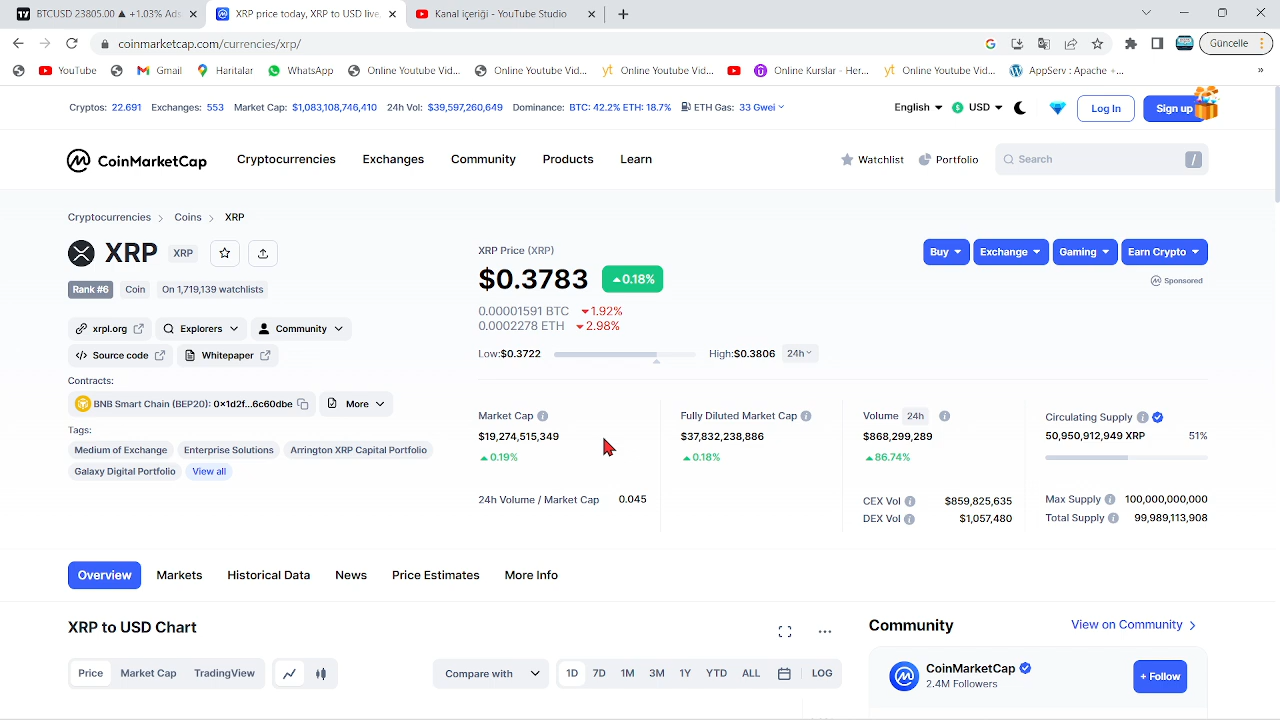 BTCUSD 23805.00 ▲ +1.03% Ads
XRP price today, XRP to USD live,
Kanal içeriği - YouTube Studio
coinmarketcap.com/currencies/xrp/
Güncelle
YouTube
Gmail
Haritalar
WhatsApp
Online Youtube Vid...
Online Youtube Vid...
Online Youtube Vid...
Online Kurslar - Her...
Online Youtube Vid...
AppServ : Apache +...
»
Cryptos: 22.691 Exchanges: 553 Market Cap: $1,083,108,746,410 24h Vol: $39,597,260,649 Dominance: BTC: 42.2% ETH: 18.7% ETH Gas: 33 Gwei
English USD Log In Sign up
CoinMarketCap Cryptocurrencies Exchanges Community Products Learn Watchlist Portfolio Search /
Cryptocurrencies > Coins > XRP
XRP XRP
Rank #6 Coin On 1,719,139 watchlists
xrpl.org Explorers Community
Source code Whitepaper
Contracts:
BNB Smart Chain (BEP20): 0x1d2f...6c60dbe More
Tags:
Medium of Exchange Enterprise Solutions Arrington XRP Capital Portfolio
Galaxy Digital Portfolio View all
XRP Price (XRP)
$0.3783 0.18%
0.00001591 BTC 1.92%
0.0002278 ETH 2.98%
Low:$0.3722 High:$0.3806 24h
Buy Exchange Gaming Earn Crypto
Sponsored
Market Cap
$19,274,515,349
0.19%
24h Volume / Market Cap 0.045
Fully Diluted Market Cap
$37,832,238,886
0.18%
Volume 24h
$868,299,289
86.74%
CEX Vol $859,825,635
DEX Vol $1,057,480
Circulating Supply
50,950,912,949 XRP 51%
Max Supply 100,000,000,000
Total Supply 99,989,113,908
Overview Markets Historical Data News Price Estimates More Info
XRP to USD Chart
Price Market Cap TradingView
Compare with 1D 7D 1M 3M 1Y YTD ALL LOG
Community View on Community >
CoinMarketCap
2.4M Followers
+ Follow